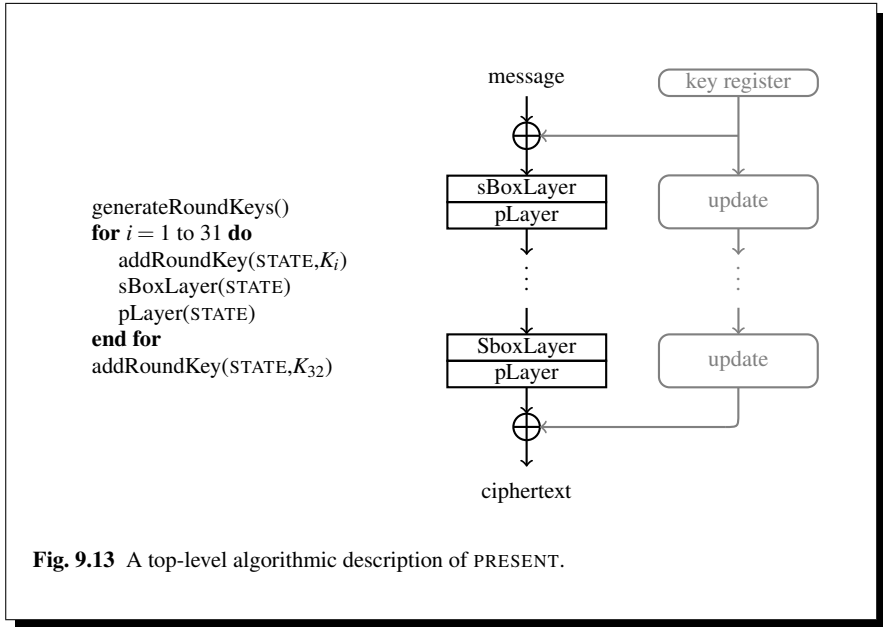 message
key register
sBoxLayer
pLayer
update
generateRoundKeys()
for i = 1 to 31 do
addRoundKey(STATE,K_i)
sBoxLayer(STATE)
pLayer(STATE)
end for
addRoundKey(STATE,K_32)
SboxLayer
pLayer
update
ciphertext
Fig. 9.13 A top-level algorithmic description of PRESENT.